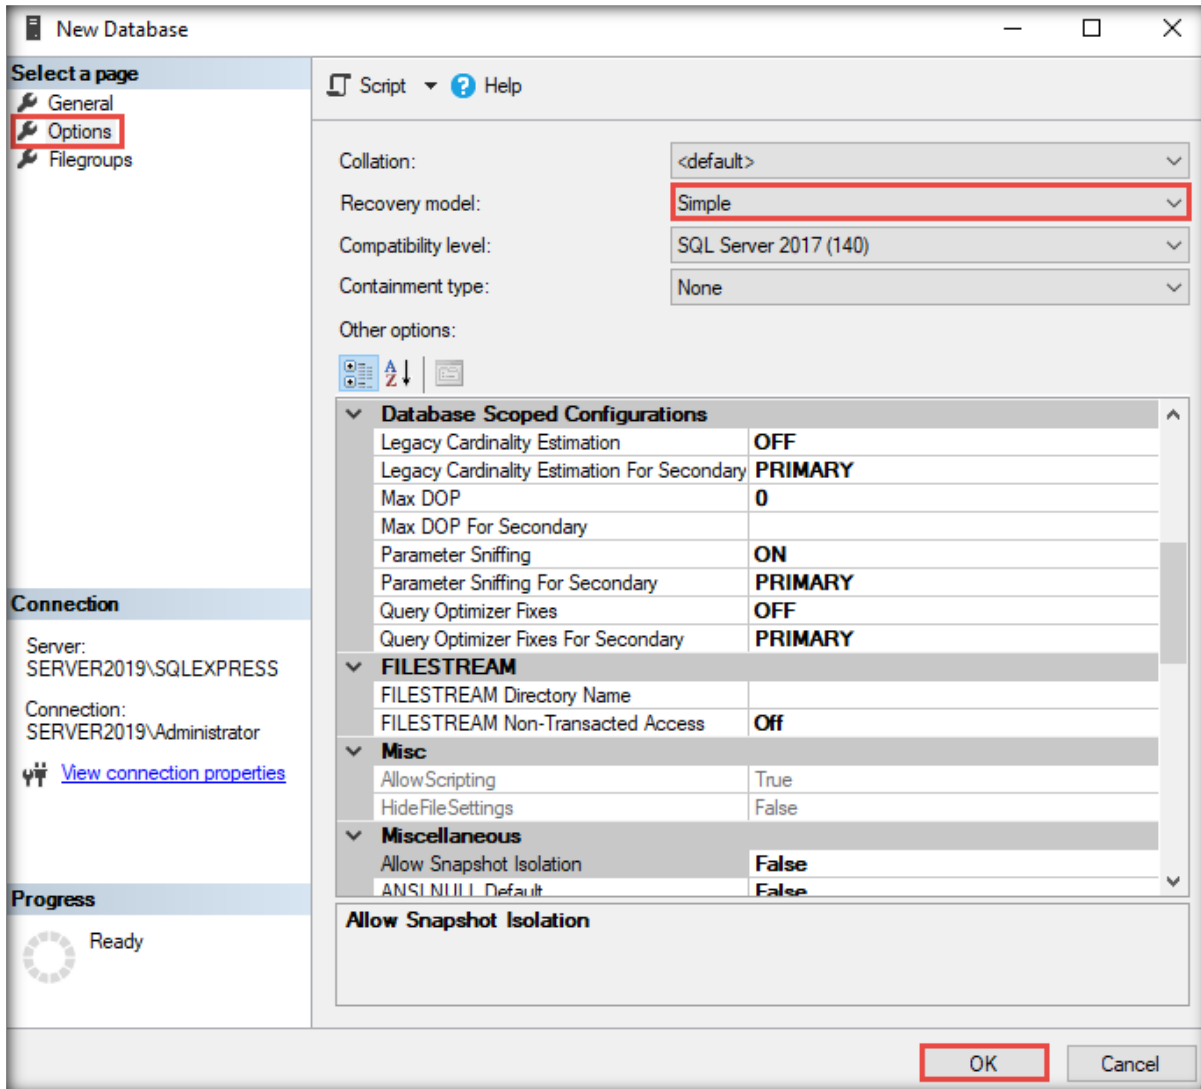 New Database
Select a page
General
Options
Filegroups
Script
Help
Collation:
<default>
Recovery model:
Simple
Compatibility level:
SQL Server 2017 (140)
Containment type:
None
Other options:
Database Scoped Configurations
Legacy Cardinality Estimation OFF
Legacy Cardinality Estimation For Secondary PRIMARY
Max DOP 0
Max DOP For Secondary
Parameter Sniffing ON
Parameter Sniffing For Secondary PRIMARY
Query Optimizer Fixes OFF
Query Optimizer Fixes For Secondary PRIMARY
FILESTREAM
FILESTREAM Directory Name
FILESTREAM Non-Transacted Access Off
Misc
AllowScripting True
HideFileSettings False
Miscellaneous
Allow Snapshot Isolation False
ANSI NULL Default False
Allow Snapshot Isolation
Connection
Server:
SERVER2019\SQLEXPRESS
Connection:
SERVER2019\Administrator
View connection properties
Progress
Ready
OK
Cancel